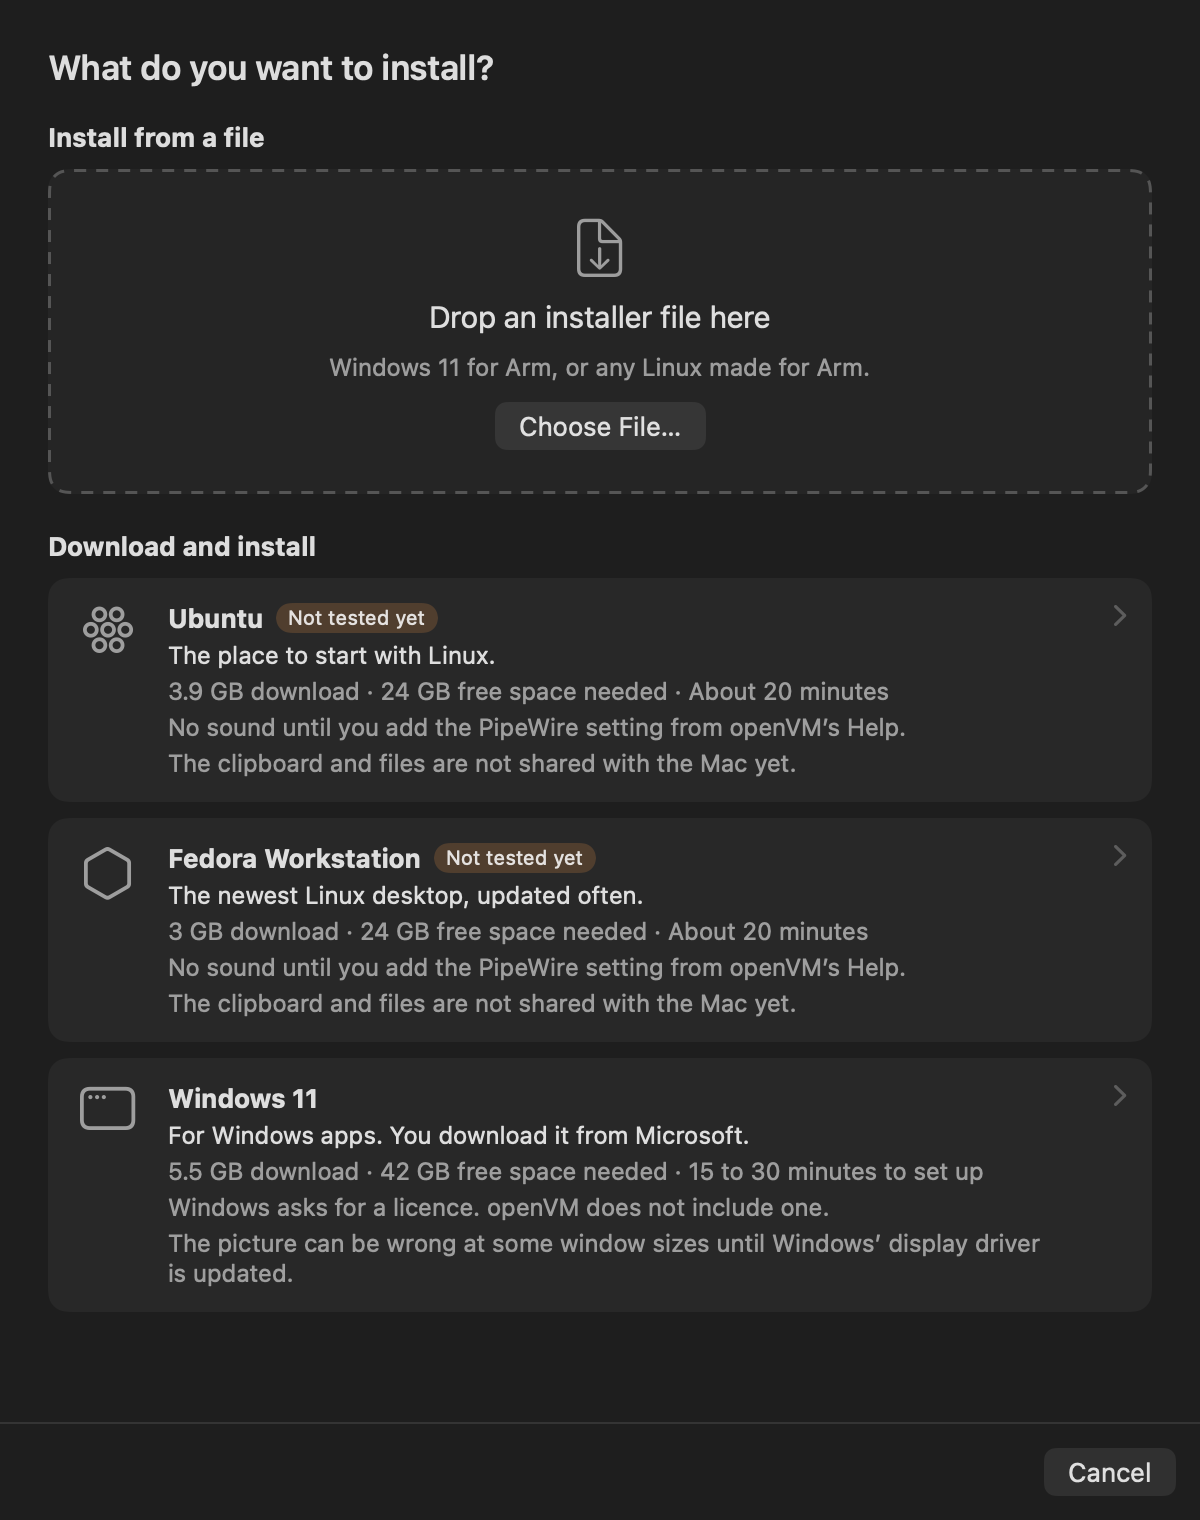 What do you want to install?
Install from a file
Drop an installer file here
Windows 11 for Arm, or any Linux made for Arm.
Choose File...
Download and install
Ubuntu Not tested yet
The place to start with Linux.
3.9 GB download · 24 GB free space needed · About 20 minutes
No sound until you add the PipeWire setting from openVM’s Help.
The clipboard and files are not shared with the Mac yet.
Fedora Workstation Not tested yet
The newest Linux desktop, updated often.
3 GB download · 24 GB free space needed · About 20 minutes
No sound until you add the PipeWire setting from openVM’s Help.
The clipboard and files are not shared with the Mac yet.
Windows 11
For Windows apps. You download it from Microsoft.
5.5 GB download · 42 GB free space needed · 15 to 30 minutes to set up
Windows asks for a licence. openVM does not include one.
The picture can be wrong at some window sizes until Windows’ display driver
is updated.
Cancel